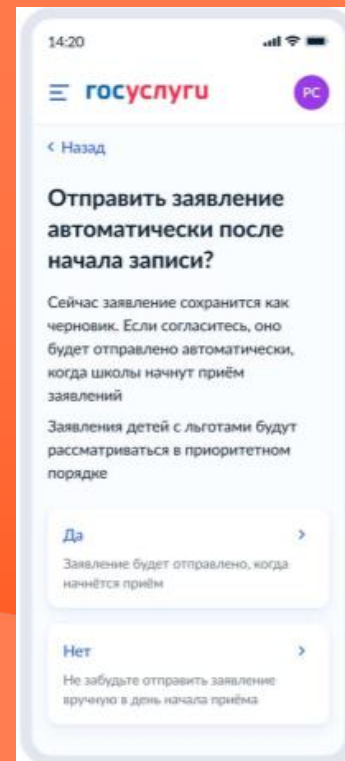 14:20
госуслуги
РС
Назад
Отправить заявление
автоматически после
начала записи?
Сейчас заявление сохранится как
черновик. Если согласитесь, оно
будет отправлено автоматически,
когда школы начнут приём
заявлений
Заявления детей с льготами будут
рассматриваться в приоритетном
порядке
Да
Заявление будет отправлено, когда
начнётся приём
Нет
Не забудьте отправить заявление
вручную в день начала приёма